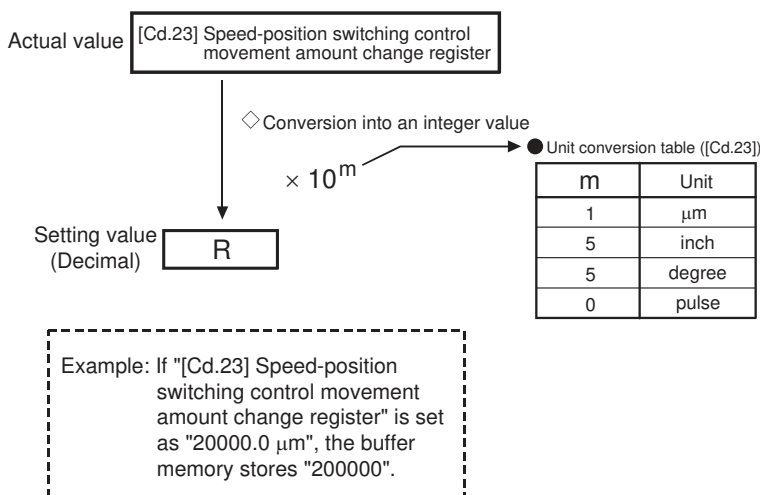 Actual value
[Cd.23] Speed-position switching control
movement amount change register
◇ Conversion into an integer value
× 10^m
● Unit conversion table ([Cd.23])
m Unit
1 μm
5 inch
5 degree
0 pulse
Setting value
(Decimal)
R
Example: If "[Cd.23] Speed-position
switching control movement
amount change register" is set
as "20000.0 μm", the buffer
memory stores "200000".